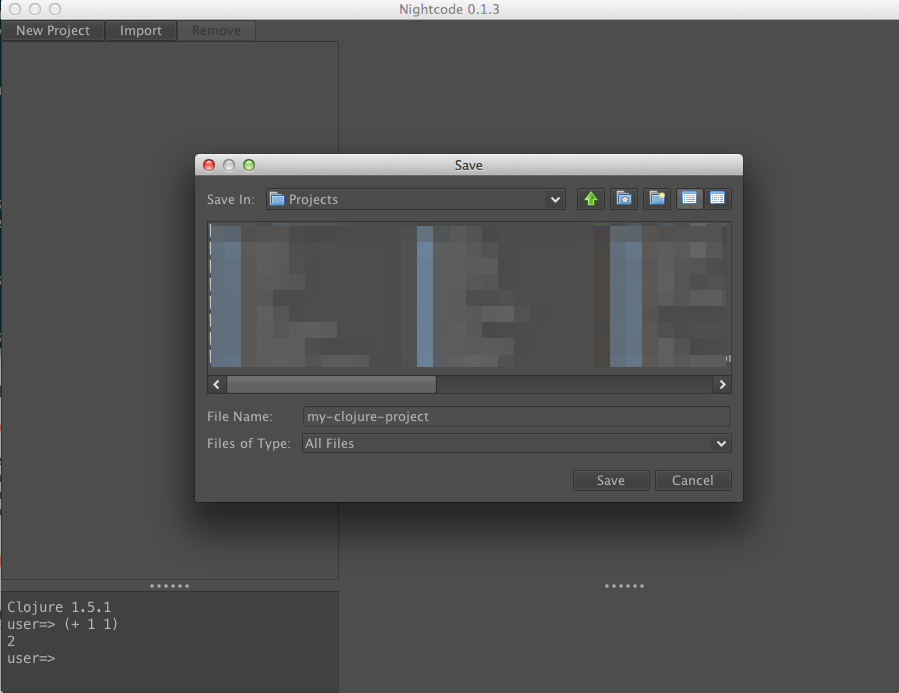 Nightcode 0.1.3
New Project Import Remove
Save
Save In: Projects
File Name: my-clojure-project
Files of Type: All Files
Save Cancel
Clojure 1.5.1
user=> (+ 1 1)
2
user=>